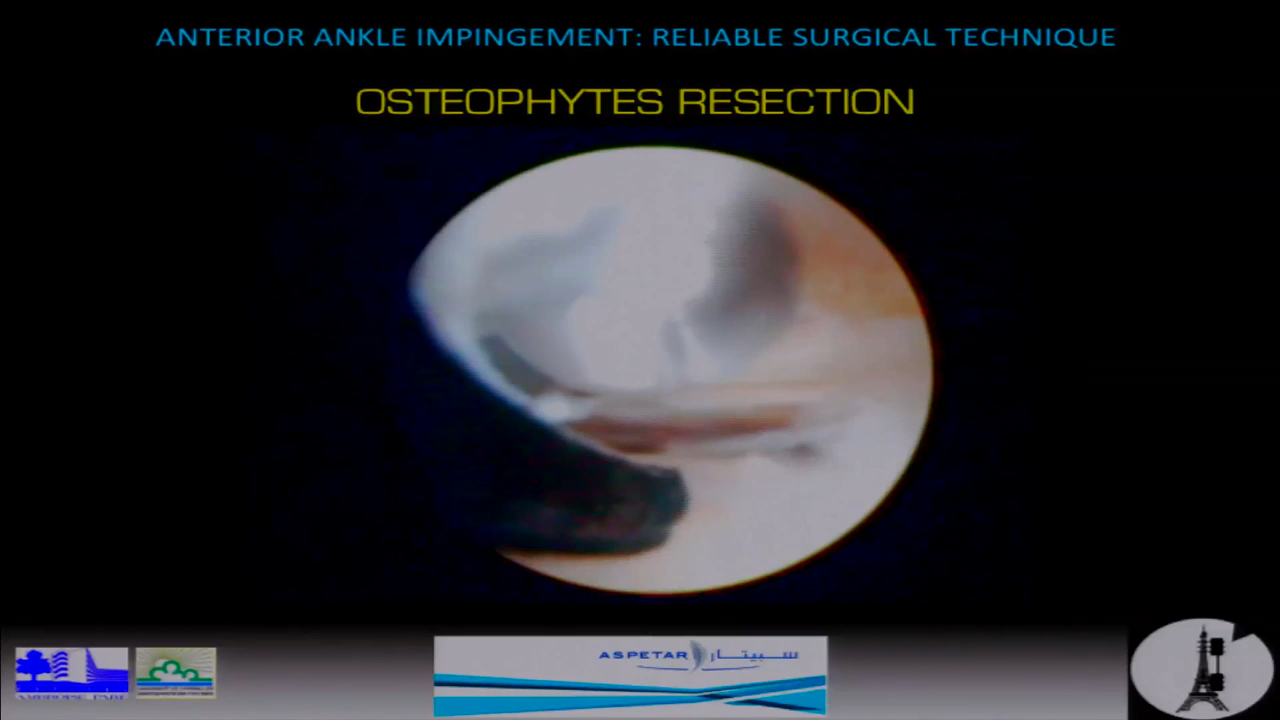 ANTERIOR ANKLE IMPINGEMENT: RELIABLE SURGICAL TECHNIQUE
OSTEOPHYTES RESECTION
ASPETAR سبيتار